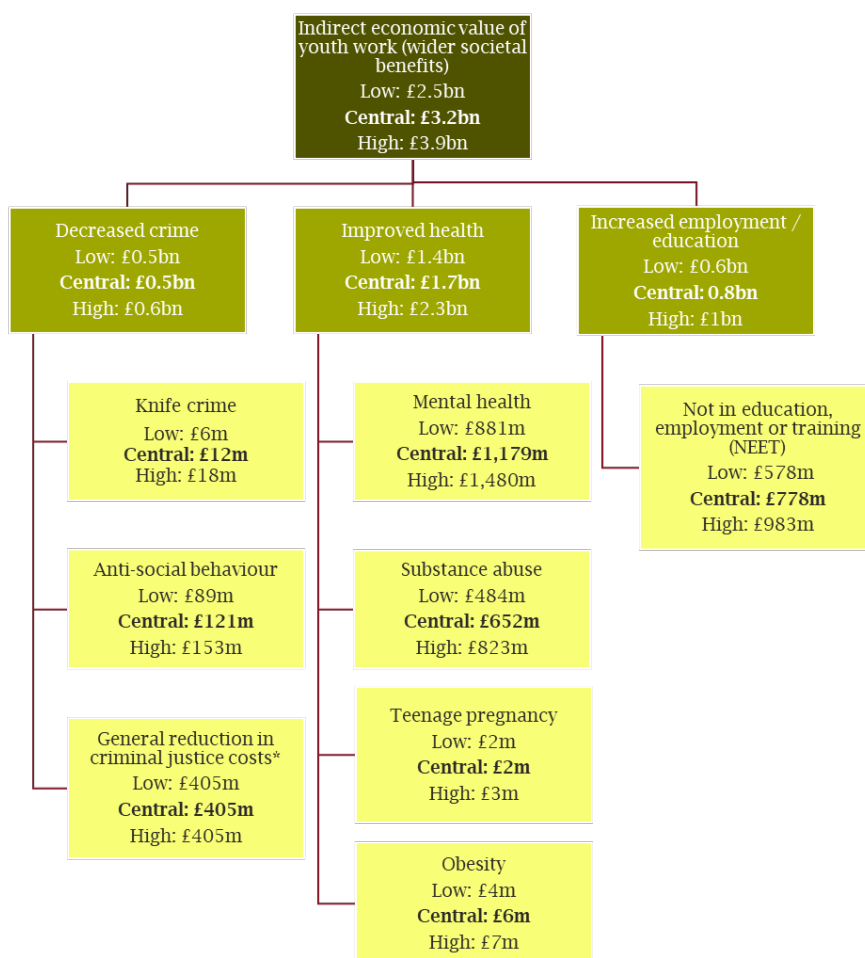 Indirect economic value of
youth work (wider societal
benefits)
Low: £2.5bn
Central: £3.2bn
High: £3.9bn
Decreased crime
Low: £0.5bn
Central: £0.5bn
High: £0.6bn
Improved health
Low: £1.4bn
Central: £1.7bn
High: £2.3bn
Increased employment /
education
Low: £0.6bn
Central: 0.8bn
High: £1bn
Knife crime
Low: £6m
Central: £12m
High: £18m
Anti-social behaviour
Low: £89m
Central: £121m
High: £153m
General reduction in
criminal justice costs*
Low: £405m
Central: £405m
High: £405m
Mental health
Low: £881m
Central: £1,179m
High: £1,480m
Substance abuse
Low: £484m
Central: £652m
High: £823m
Teenage pregnancy
Low: £2m
Central: £2m
High: £3m
Obesity
Low: £4m
Central: £6m
High: £7m
Not in education,
employment or training
(NEET)
Low: £578m
Central: £778m
High: £983m